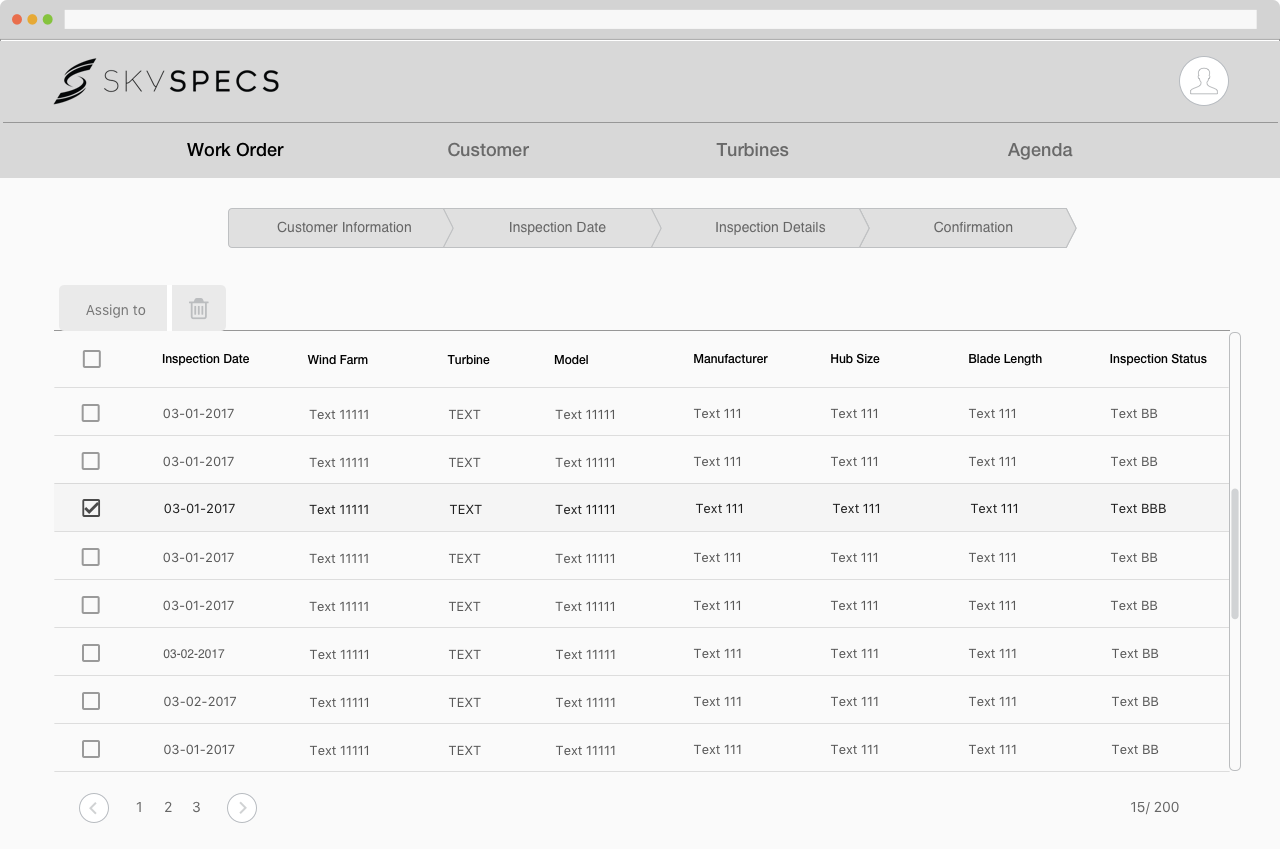 SKYSPECS
Work Order Customer Turbines Agenda
Customer Information Inspection Date Inspection Details Confirmation
Assign to
Inspection Date Wind Farm Turbine Model Manufacturer Hub Size Blade Length Inspection Status
03-01-2017 Text 11111 TEXT Text 11111 Text 111 Text 111 Text 111 Text BB
03-01-2017 Text 11111 TEXT Text 11111 Text 111 Text 111 Text 111 Text BB
03-01-2017 Text 11111 TEXT Text 11111 Text 111 Text 111 Text 111 Text BBB
03-01-2017 Text 11111 TEXT Text 11111 Text 111 Text 111 Text 111 Text BB
03-01-2017 Text 11111 TEXT Text 11111 Text 111 Text 111 Text 111 Text BB
03-02-2017 Text 11111 TEXT Text 11111 Text 111 Text 111 Text 111 Text BB
03-02-2017 Text 11111 TEXT Text 11111 Text 111 Text 111 Text 111 Text BB
03-01-2017 Text 11111 TEXT Text 11111 Text 111 Text 111 Text 111 Text BB
1 2 3 15/ 200